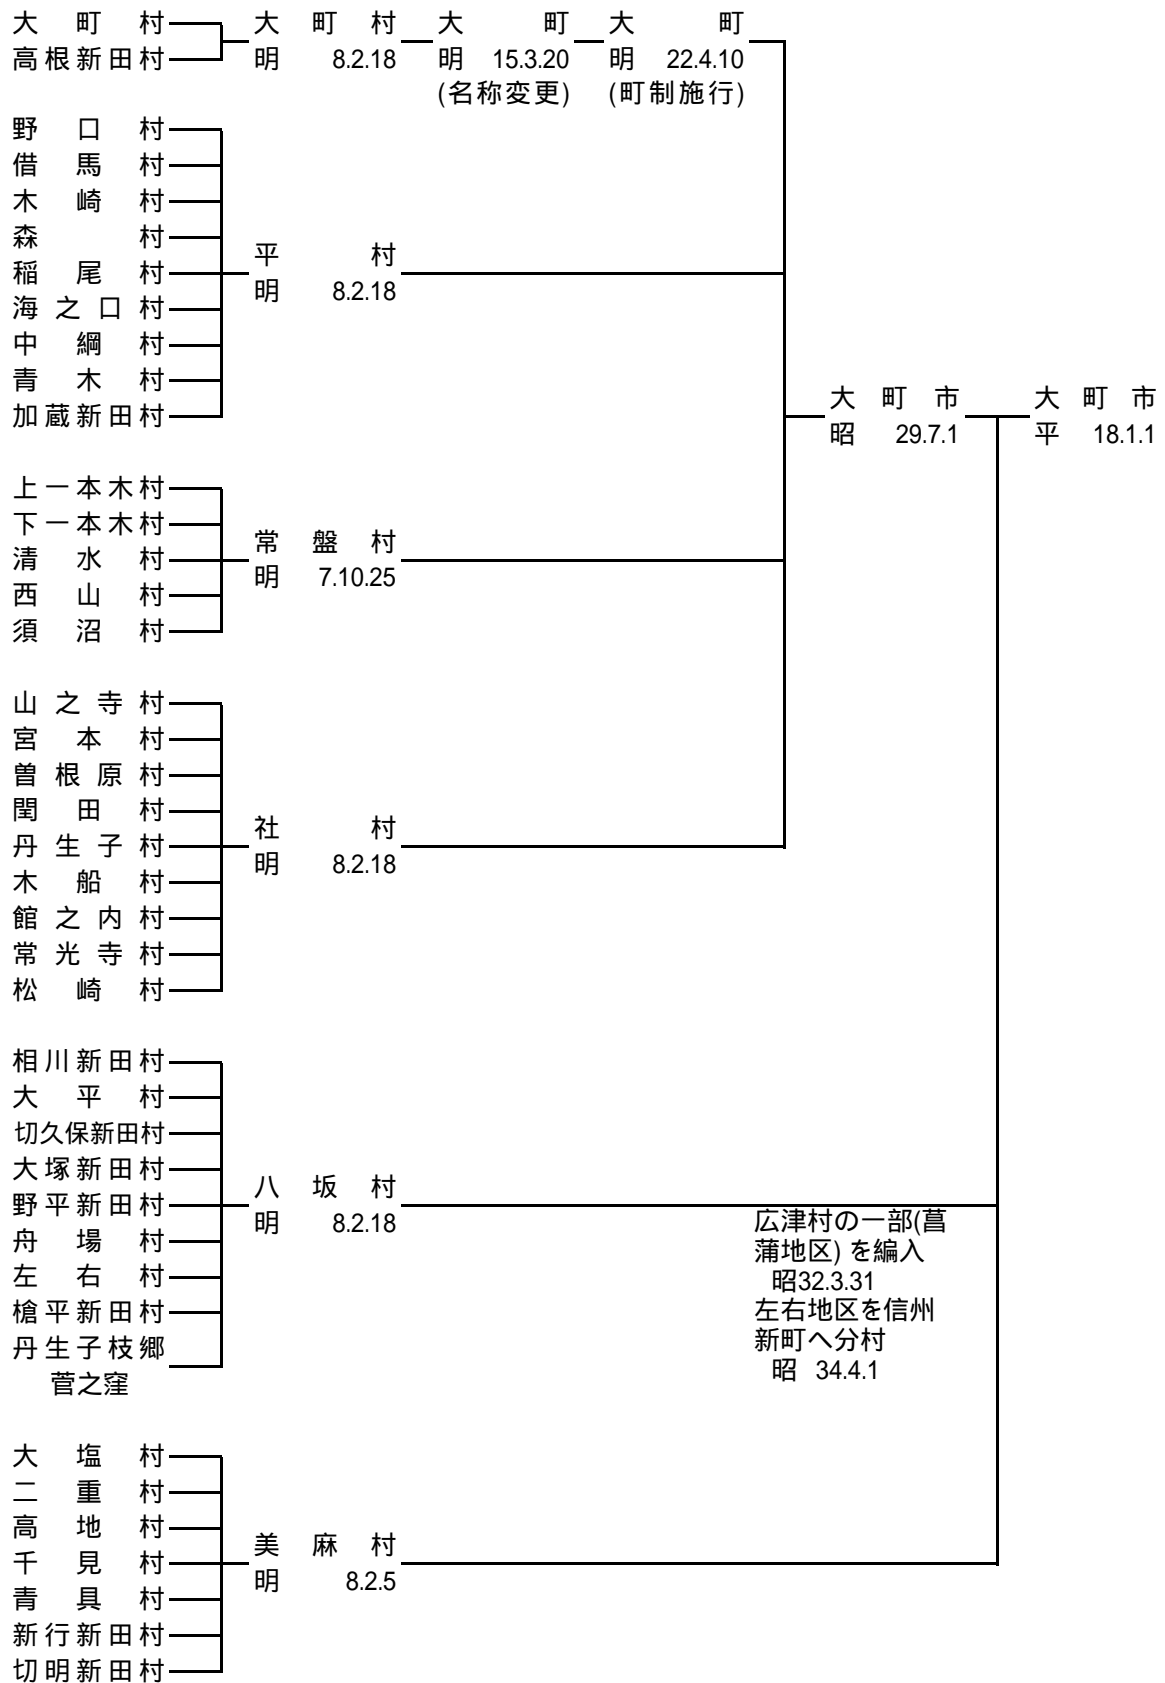 大町村
高根新田村
大町村
明 8.2.18
大町
明 15.3.20
(名称変更)
大町
明 22.4.10
(町制施行)
野口村
借馬村
木崎村
森村
稲尾村
海之口村
中綱村
青木村
加蔵新田村
平村
明 8.2.18
上一本木村
下一本木村
清水村
西山村
須沼村
常盤村
明 7.10.25
山之寺村
宮本村
曽根原村
閏田村
丹生子村
木船村
館之内村
常光寺村
松崎村
社村
明 8.2.18
大町市
昭 29.7.1
大町市
平 18.1.1
相川新田村
大平村
切久保新田村
大塚新田村
野平新田村
舟場村
左右村
槍平新田村
丹生子枝郷
菅之窪
八坂村
明 8.2.18
広津村の一部(菖
蒲地区) を編入
昭32.3.31
左右地区を信州
新町へ分村
昭 34.4.1
大塩村
二重村
高地村
千見村
青具村
新行新田村
切明新田村
美麻村
明 8.2.5